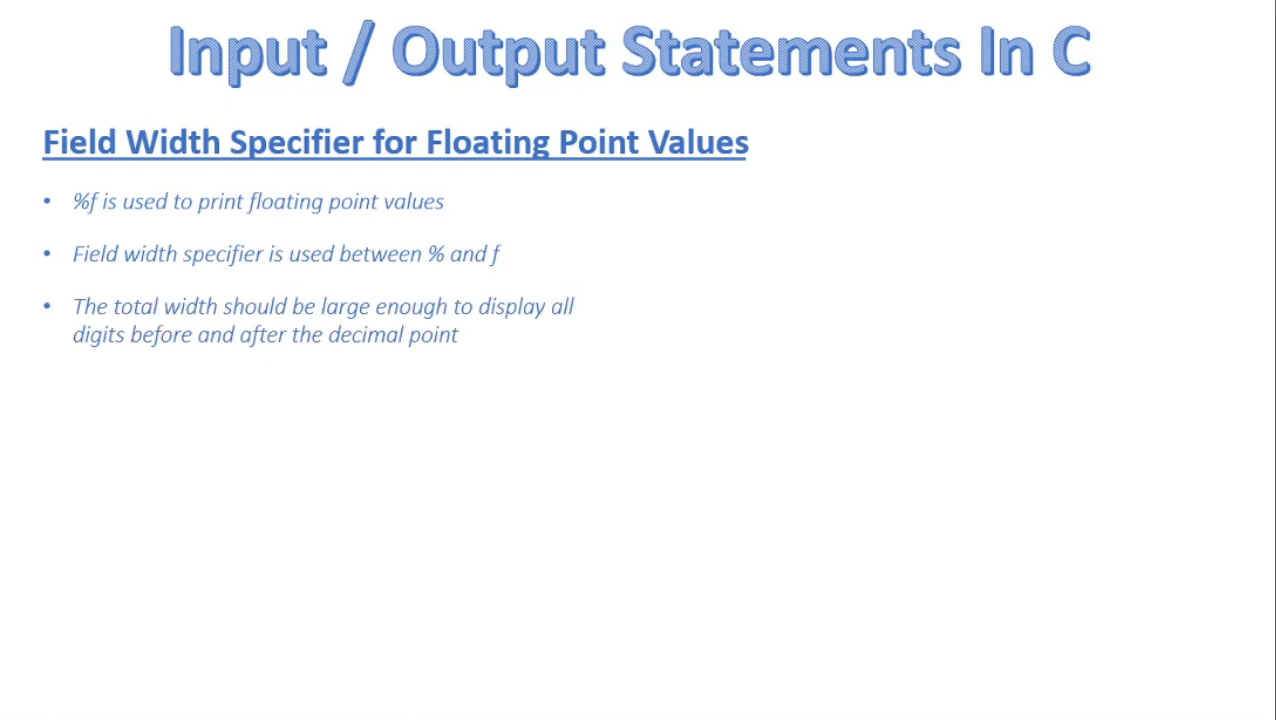 Input / Output Statements In C
Field Width Specifier for Floating Point Values
• %f is used to print floating point values
• Field width specifier is used between % and f
• The total width should be large enough to display all
digits before and after the decimal point